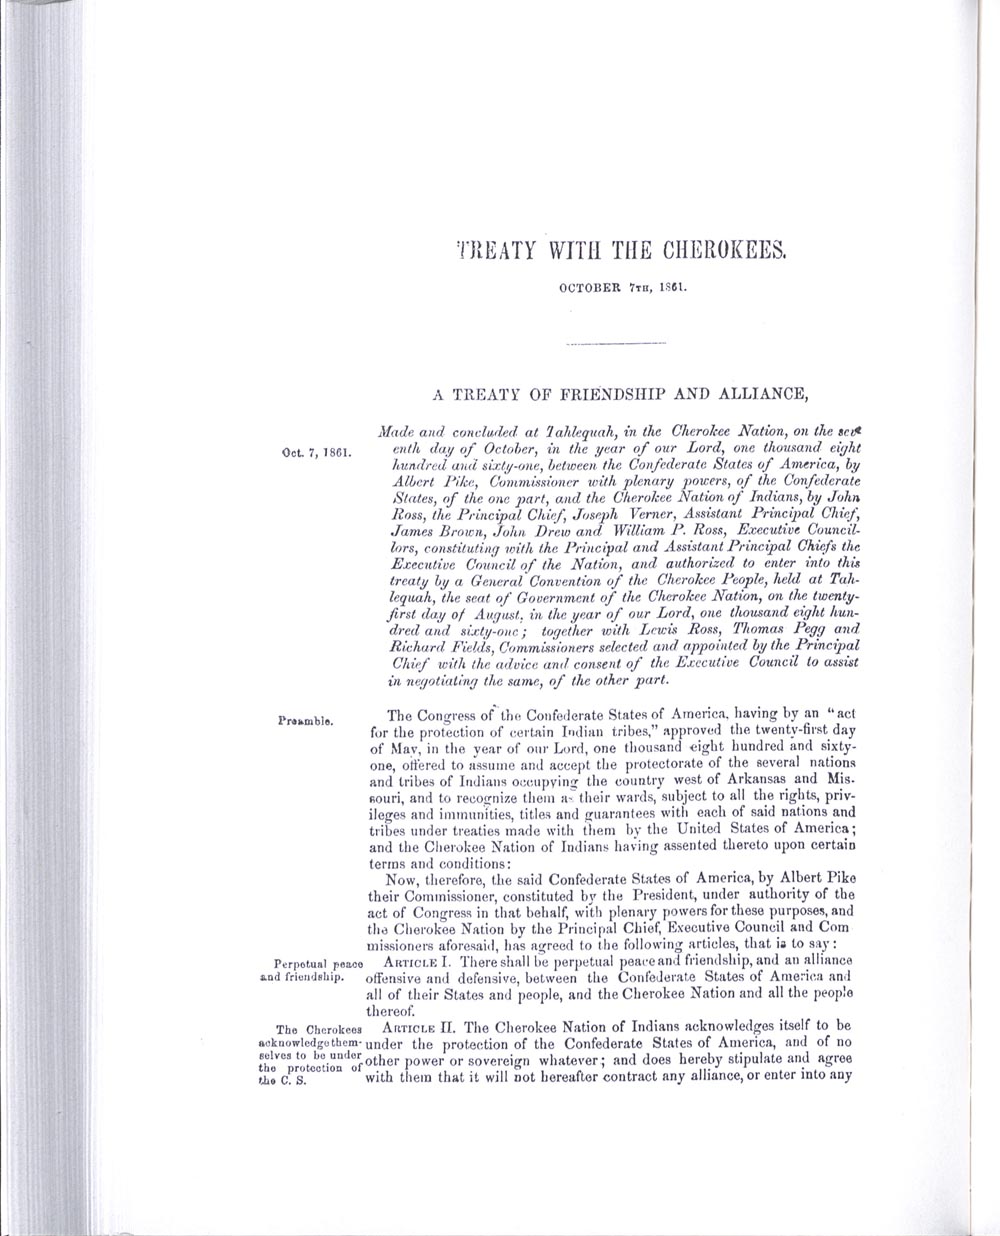 TREATY WITH THE CHEROKEES.
OCTOBER 7TH, 1861.
A TREATY OF FRIENDSHIP AND ALLIANCE,
Oct. 7, 1861.
Made and concluded at Tahlequah, in the Cherokee Nation, on the sev-
enth day of October, in the year of our Lord, one thousand eight
hundred and sixty-one, between the Confederate States of America, by
Albert Pike, Commissioner with plenary powers, of the Confederate
States, of the one part, and the Cherokee Nation of Indians, by John
Ross, the Principal Chief, Joseph Verner, Assistant Principal Chief,
James Brown, John Drew and William P. Ross, Executive Council-
lors, constituting with the Principal and Assistant Principal Chiefs the
Executive Council of the Nation, and authorized to enter into this
treaty by a General Convention of the Cherokee People, held at Tah-
lequah, the seat of Government of the Cherokee Nation, on the twenty-
first day of August, in the year of our Lord, one thousand eight hun-
dred and sixty-one; together with Lewis Ross, Thomas Pegg and
Richard Fields, Commissioners selected and appointed by the Principal
Chief with the advice and consent of the Executive Council to assist
in negotiating the same, of the other part.
Preamble.
The Congress of the Confederate States of America, having by an "act
for the protection of certain Indian tribes," approved the twenty-first day
of May, in the year of our Lord, one thousand eight hundred and sixty-
one, offered to assume and accept the protectorate of the several nations
and tribes of Indians occupying the country west of Arkansas and Mis-
souri, and to recognize them as their wards, subject to all the rights, priv-
ileges and immunities, titles and guarantees with each of said nations and
tribes under treaties made with them by the United States of America;
and the Cherokee Nation of Indians having assented thereto upon certain
terms and conditions:
Now, therefore, the said Confederate States of America, by Albert Pike
their Commissioner, constituted by the President, under authority of the
act of Congress in that behalf, with plenary powers for these purposes, and
the Cherokee Nation by the Principal Chief, Executive Council and Com
missioners aforesaid, has agreed to the following articles, that is to say:
Perpetual peace
and friendship.
ARTICLE I. There shall be perpetual peace and friendship, and an alliance
offensive and defensive, between the Confederate States of America and
all of their States and people, and the Cherokee Nation and all the people
thereof.
The Cherokees
acknowledge them-
selves to be under
the protection of
the C. S.
ARTICLE II. The Cherokee Nation of Indians acknowledges itself to be
under the protection of the Confederate States of America, and of no
other power or sovereign whatever; and does hereby stipulate and agree
with them that it will not hereafter contract any alliance, or enter into any